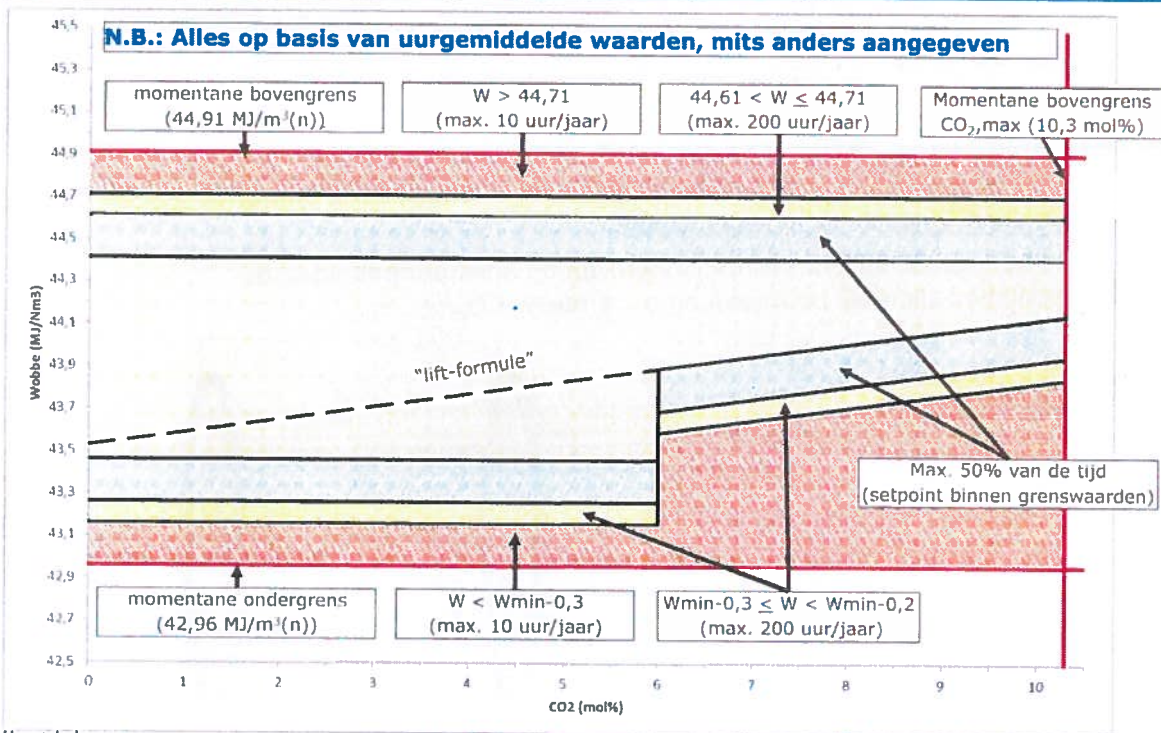 N.B.: Alles op basis van uurgemiddelde waarden, mits anders aangegeven
momentane bovengrens
(44,91 MJ/m³(n))
W > 44,71
(max. 10 uur/jaar)
44,61 < W ≤ 44,71
(max. 200 uur/jaar)
Momentane bovengrens
CO₂,max (10,3 mol%)
45,5
45,3
45,1
44,9
44,7
44,5
44,3
44,1
43,9
43,7
43,5
43,3
43,1
42,9
42,7
42,5
Wobbe (MJ/Nm3)
"lift-formule"
Max. 50% van de tijd
(setpoint binnen grenswaarden)
momentane ondergrens
(42,96 MJ/m³(n))
W < Wmin-0,3
(max. 10 uur/jaar)
Wmin-0,3 ≤ W < Wmin-0,2
(max. 200 uur/jaar)
0 1 2 3 4 5 6 7 8 9 10
CO2 (mol%)